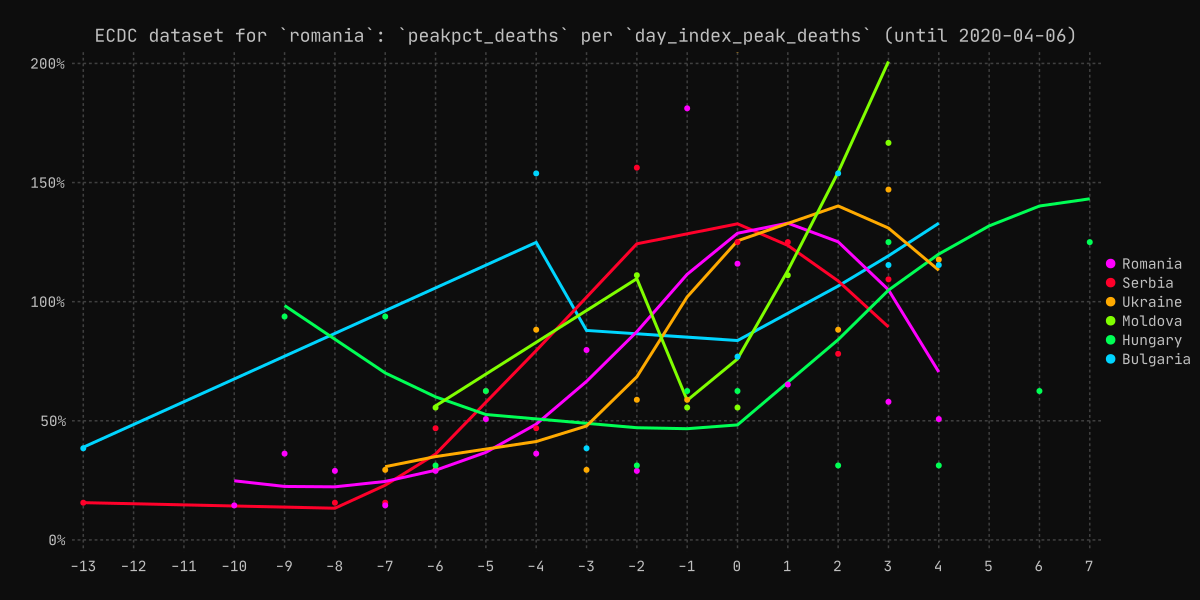 ECDC dataset for `romania`: `peakpct_deaths` per `day_index_peak_deaths` (until 2020-04-06)
200%
150%
100%
50%
0%
Romania
Serbia
Ukraine
Moldova
Hungary
Bulgaria
-13 -12 -11 -10 -9 -8 -7 -6 -5 -4 -3 -2 -1 0 1 2 3 4 5 6 7